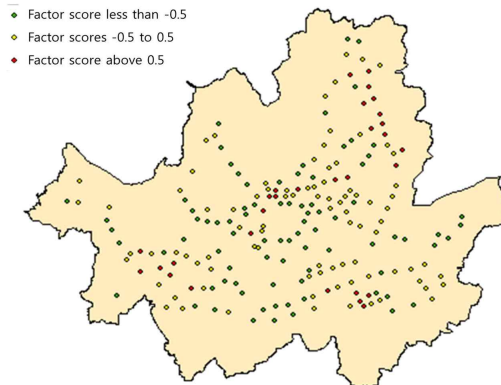 Factor score less than -0.5
Factor scores -0.5 to 0.5
Factor score above 0.5